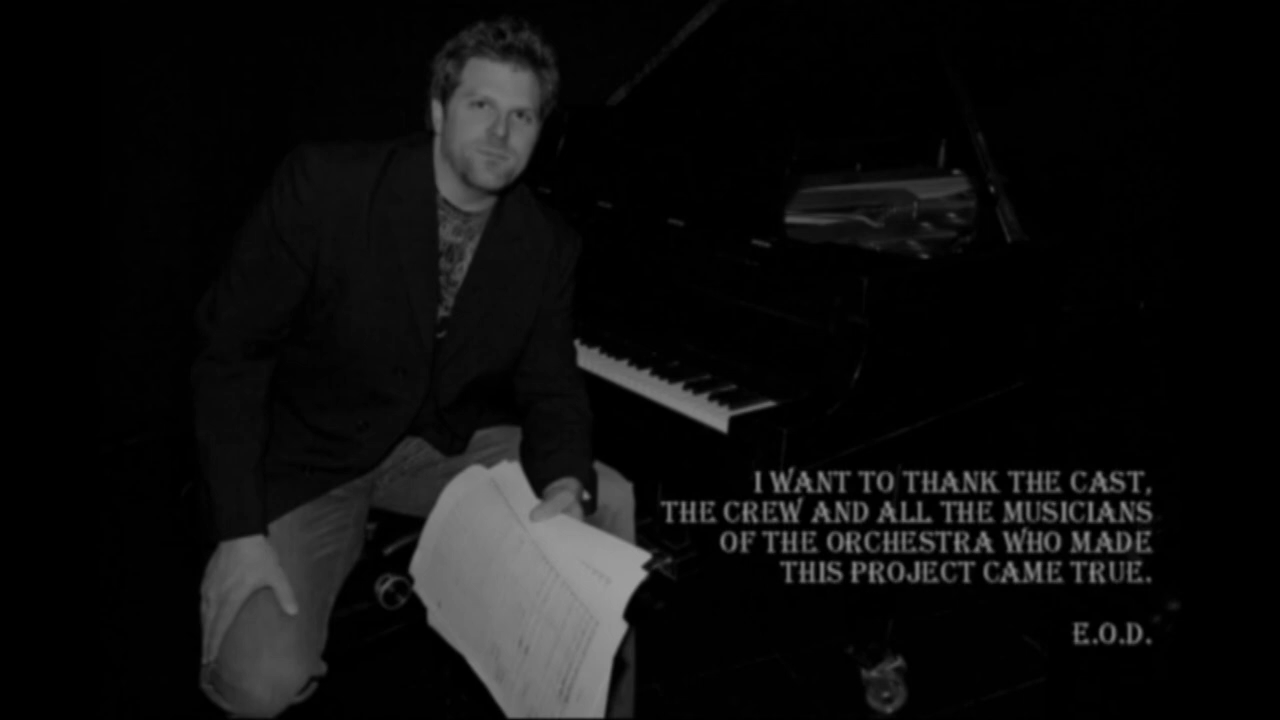 I WANT TO THANK THE CAST,
THE CREW AND ALL THE MUSICIANS
OF THE ORCHESTRA WHO MADE
THIS PROJECT CAME TRUE.
E.O.D.